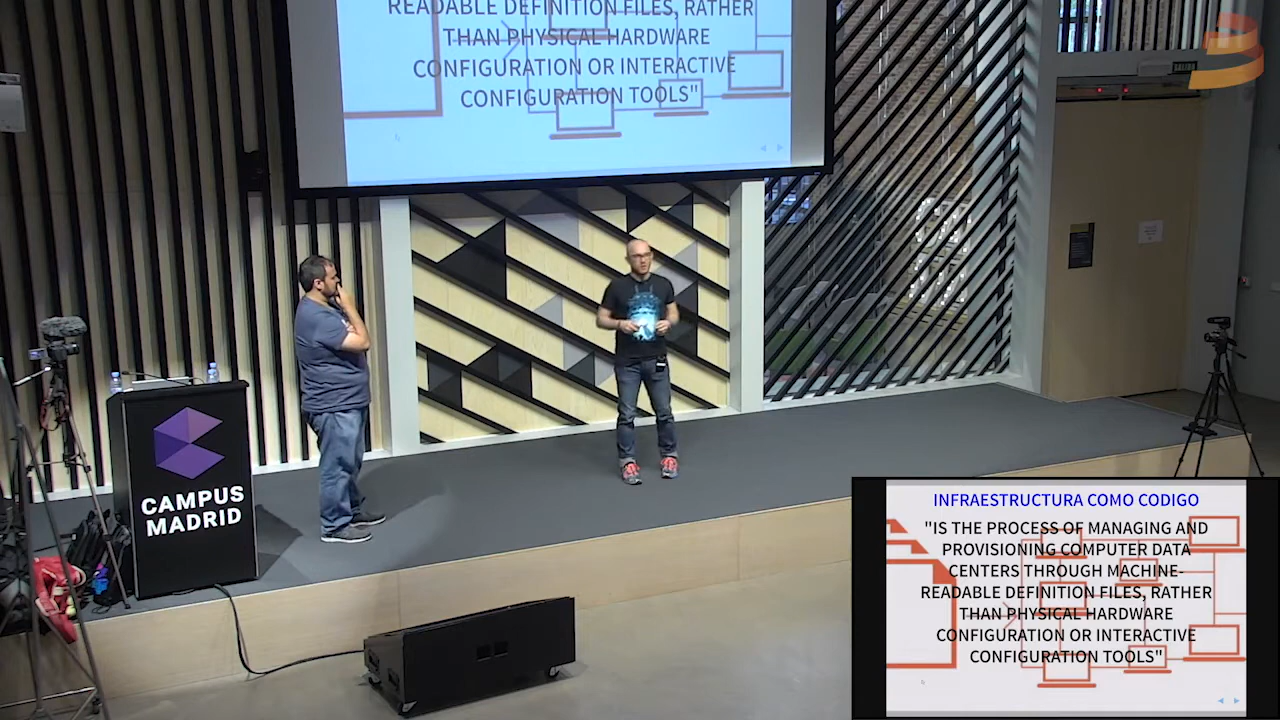 READABLE DEFINITION FILES, RATHER
THAN PHYSICAL HARDWARE
CONFIGURATION OR INTERACTIVE
CONFIGURATION TOOLS"
CAMPUS
MADRID
INFRAESTRUCTURA COMO CODIGO
"IS THE PROCESS OF MANAGING AND
PROVISIONING COMPUTER DATA
CENTERS THROUGH MACHINE-
READABLE DEFINITION FILES, RATHER
THAN PHYSICAL HARDWARE
CONFIGURATION OR INTERACTIVE
CONFIGURATION TOOLS"